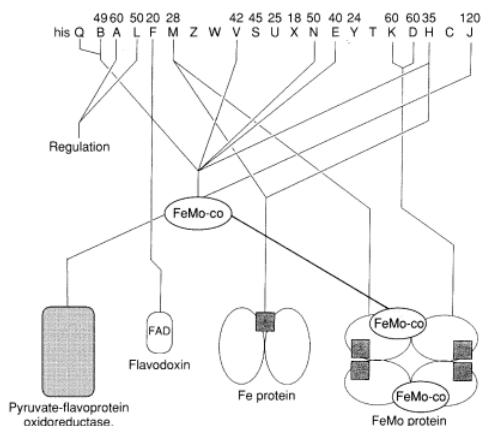 49 60 50 20 28 42 45 25 18 50 40 24 60 60 35 120
his Q B A L F M Z W V S U X N E Y T K D H C J
Regulation
FeMo-co
FAD
FeMo-co
Flavodoxin
Fe protein
FeMo-co
Pyruvate-flavoprotein
oxidoreductase.
FeMo protein